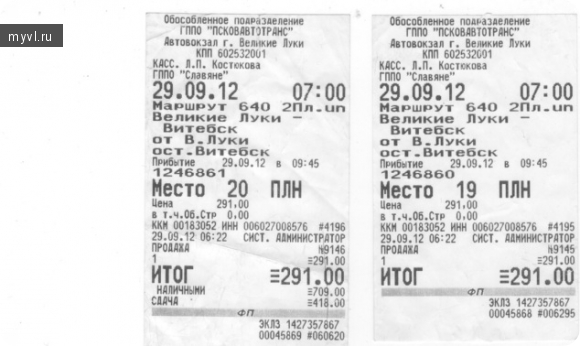 myvl.ru
Обособленное подразделение
ГППО "ПСКОВАВТОТРАНС"
Автовокзал г. Великие Луки
КПП 602532001
КАСС. Л.П. Костюкова
ГППО "Славяне"
29.09.12 07:00
Маршрут 640 2Пл.ип
Великие Луки -
Витебск
от В.Луки
ост.Витебск
Прибытие 29.09.12 в 09:45
1246861
Место 20 ПЛН
Цена 291,00
в т.ч.Об.Стр 0,00
ККМ 00183052 ИНН 006027008576 #4196
29.09.12 06:22 СИСТ. АДМИНИСТРАТОР
ПРОДАЖА №9146
1 ≡291.00
ИТОГ ≡291.00
НАЛИЧНЫМИ ≡709.00
СДАЧА ≡418.00
ФП
ЭКЛЗ 1427357867
00045869 #060620
Обособленное подразделение
ГППО "ПСКОВАВТОТРАНС"
Автовокзал г. Великие Луки
КПП 602532001
КАСС. Л.П. Костюкова
ГППО "Славяне"
29.09.12 07:00
Маршрут 640 2Пл.ип
Великие Луки -
Витебск
от В.Луки
ост.Витебск
Прибытие 29.09.12 в 09:45
1246860
Место 19 ПЛН
Цена 291,00
в т.ч.Об.Стр 0,00
ККМ 00183052 ИНН 006027008576 #4195
29.09.12 06:22 СИСТ. АДМИНИСТРАТОР
ПРОДАЖА №9145
1 ≡291.00
ИТОГ ≡291.00
ФП
ЭКЛЗ 1427357867
00045868 #006295